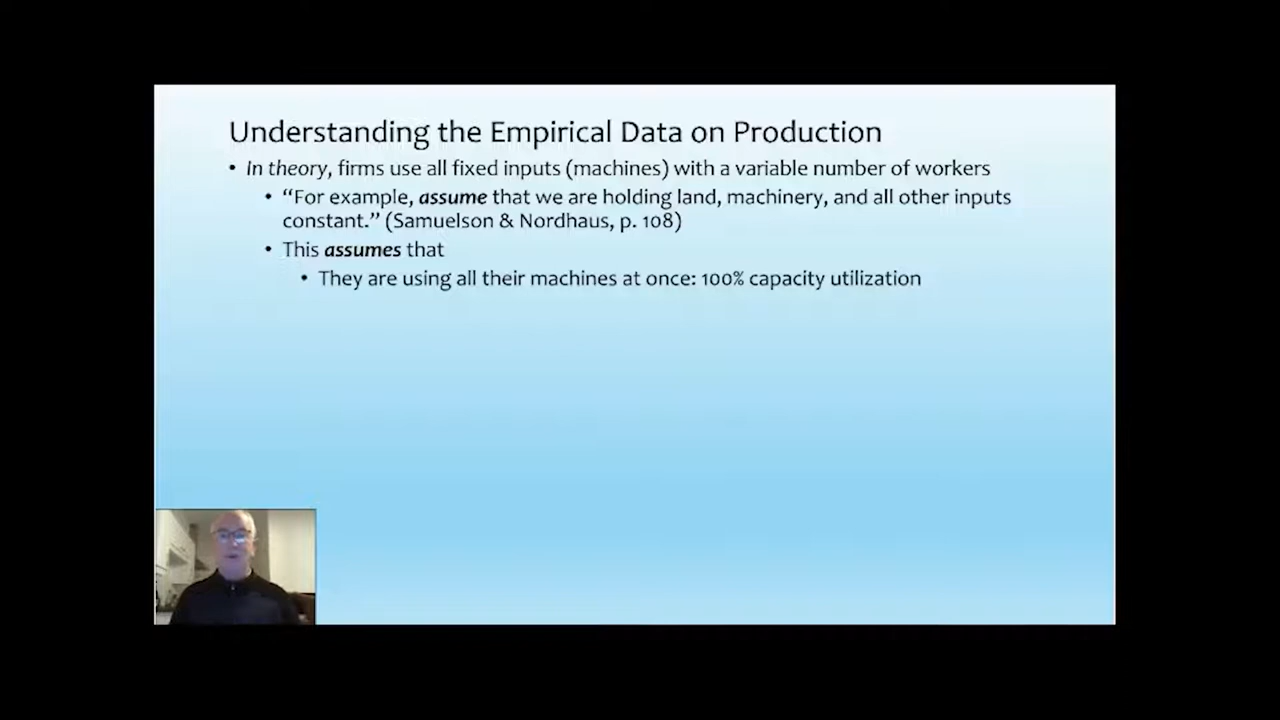 Understanding the Empirical Data on Production
• In theory, firms use all fixed inputs (machines) with a variable number of workers
• “For example, assume that we are holding land, machinery, and all other inputs
constant.” (Samuelson & Nordhaus, p. 108)
• This assumes that
• They are using all their machines at once: 100% capacity utilization